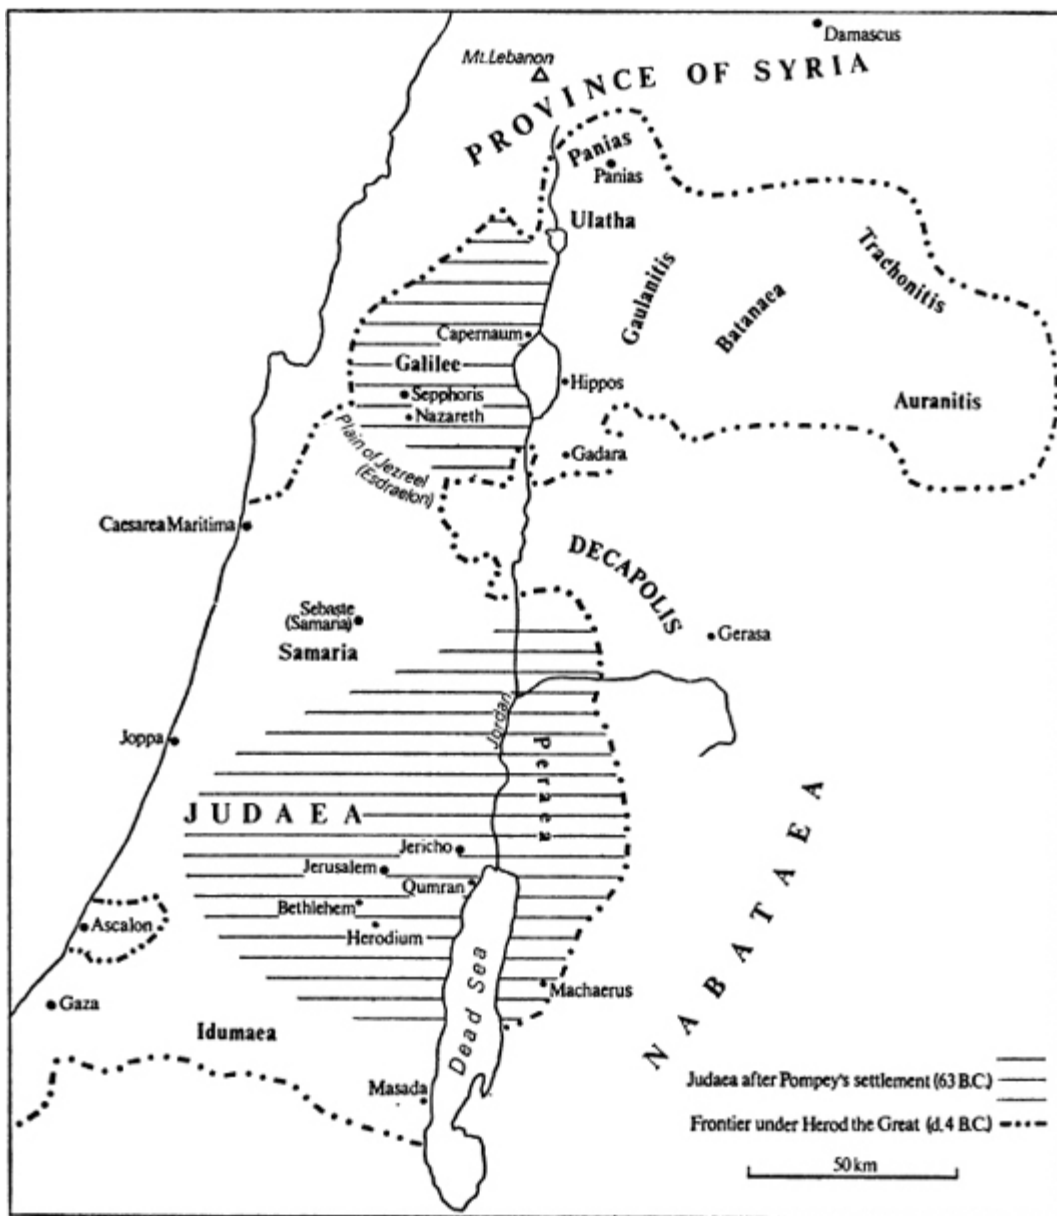 Damascus
Mt. Lebanon
PROVINCE OF SYRIA
Panias
Panias
Ulatha
Trachonitis
Gaulanitis
Batanaea
Capernaum
Galilee
Hippos
Sepphoris
Auranitis
Nazareth
Plain of Jezreel
(Esdraelon)
Gadara
Caesarea Maritima
DECAPOLIS
Sebaste
(Samaria)
Gerasa
Samaria
Jordan
Joppa
Peraea
JUDAEA
NABATAEA
Jericho
Jerusalem
Qumran
Bethlehem
Ascalon
Herodium
Dead Sea
Machaerus
Gaza
Idumaea
Masada
Judaea after Pompey's settlement (63 B.C.)
Frontier under Herod the Great (d. 4 B.C.)
50 km